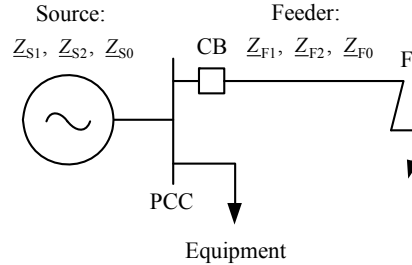 Source:
Feeder:
Z_S1, Z_S2, Z_S0
CB
Z_F1, Z_F2, Z_F0
F
PCC
Equipment